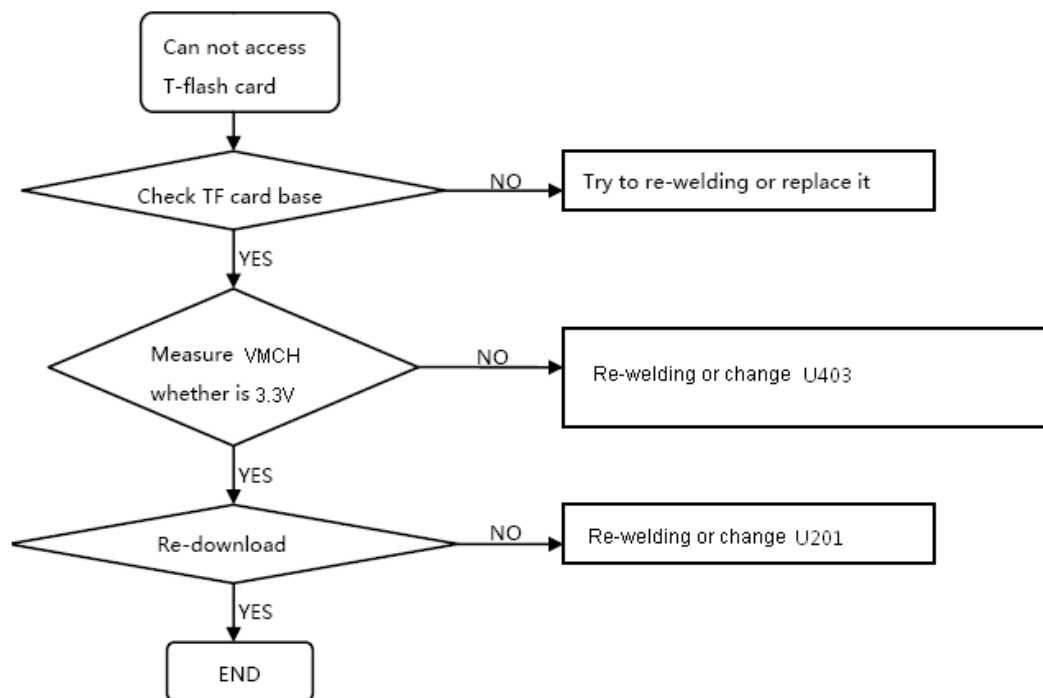 Can not access
T-flash card
Check TF card base
NO
Try to re-welding or replace it
YES
Measure VMCH
whether is 3.3V
NO
Re-welding or change U403
YES
Re-download
NO
Re-welding or change U201
YES
END